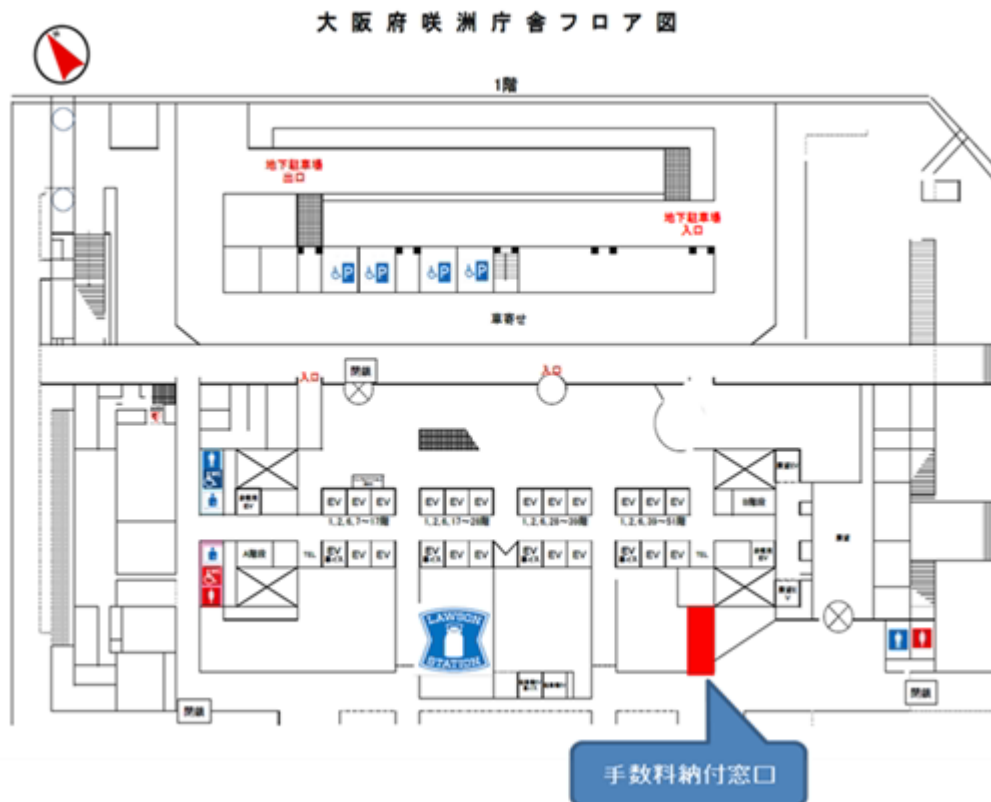 大阪府咲洲庁舎フロア図
1階
地下駐車場
出口
地下駐車場
入口
P P P P
車寄せ
入口
閉鎖
入口
EV EV EV
EV EV EV
EV EV EV
EV EV EV
B階段
1,2,6,7~17階
1,2,6,17~28階
1,2,6,28~39階
1,2,6,39~51階
A階段
TEL
EV
EV EV
EV
EV EV
EV
EV EV
EV
EV EV
TEL
LAWSON
STATION
閉鎖
閉鎖
手数料納付窓口